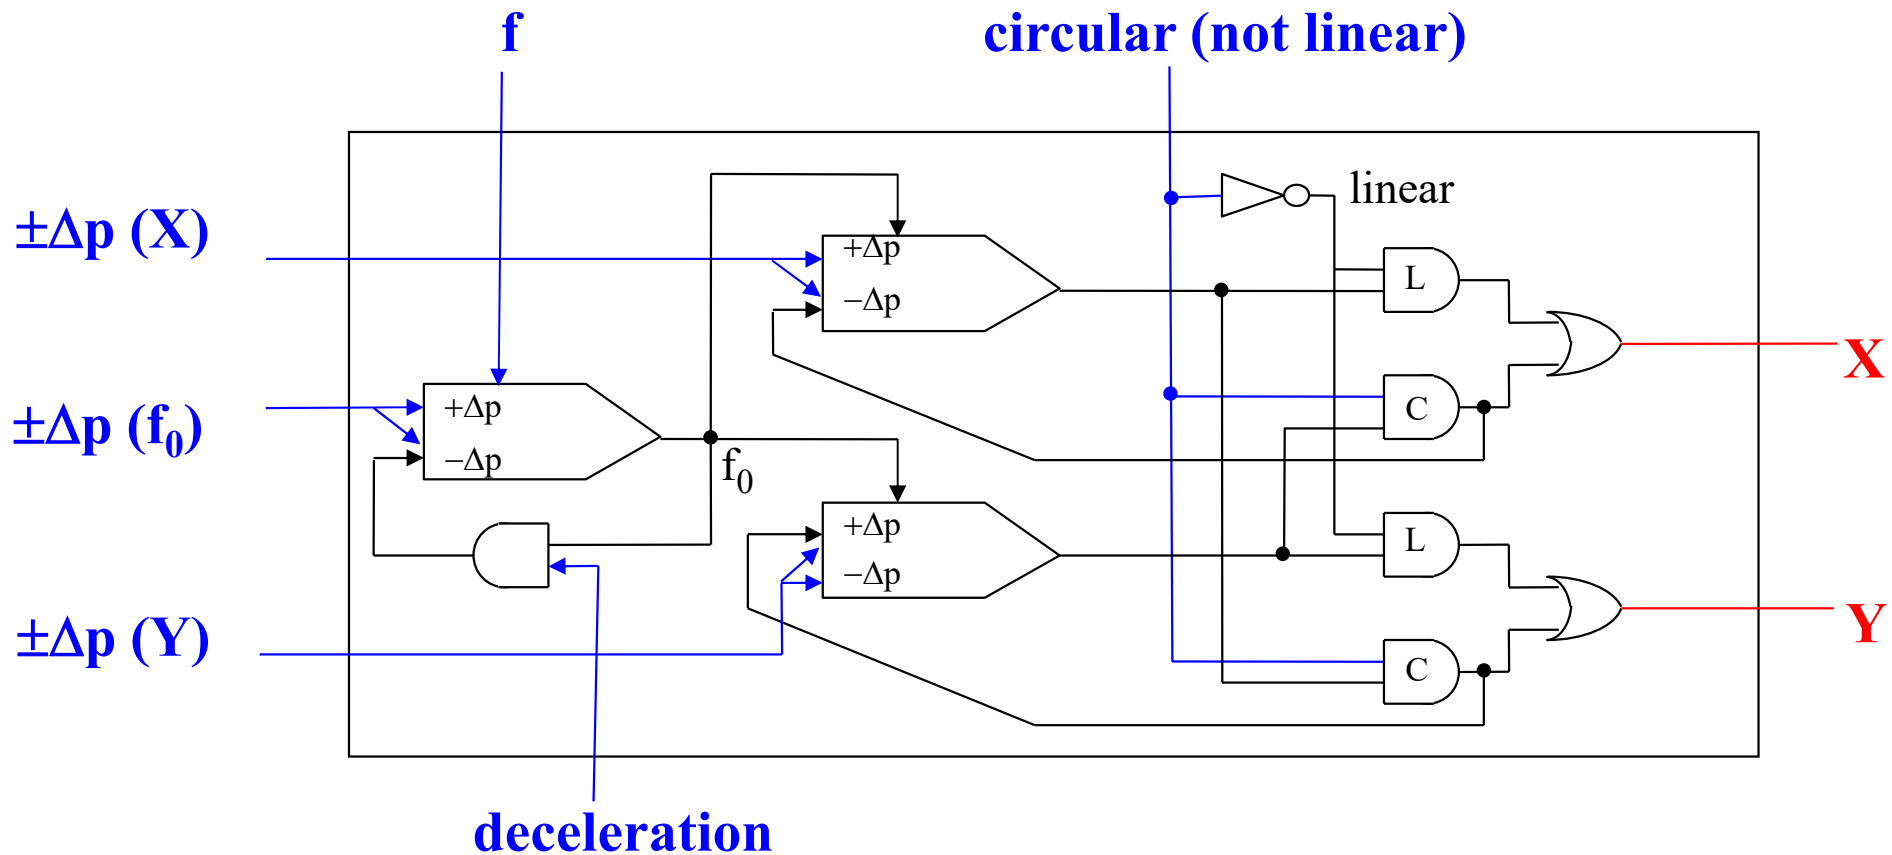 f
circular (not linear)
linear
±Δp (X)
+Δp
−Δp
L
X
C
±Δp (f₀)
+Δp
−Δp
f₀
+Δp
−Δp
L
±Δp (Y)
Y
C
deceleration